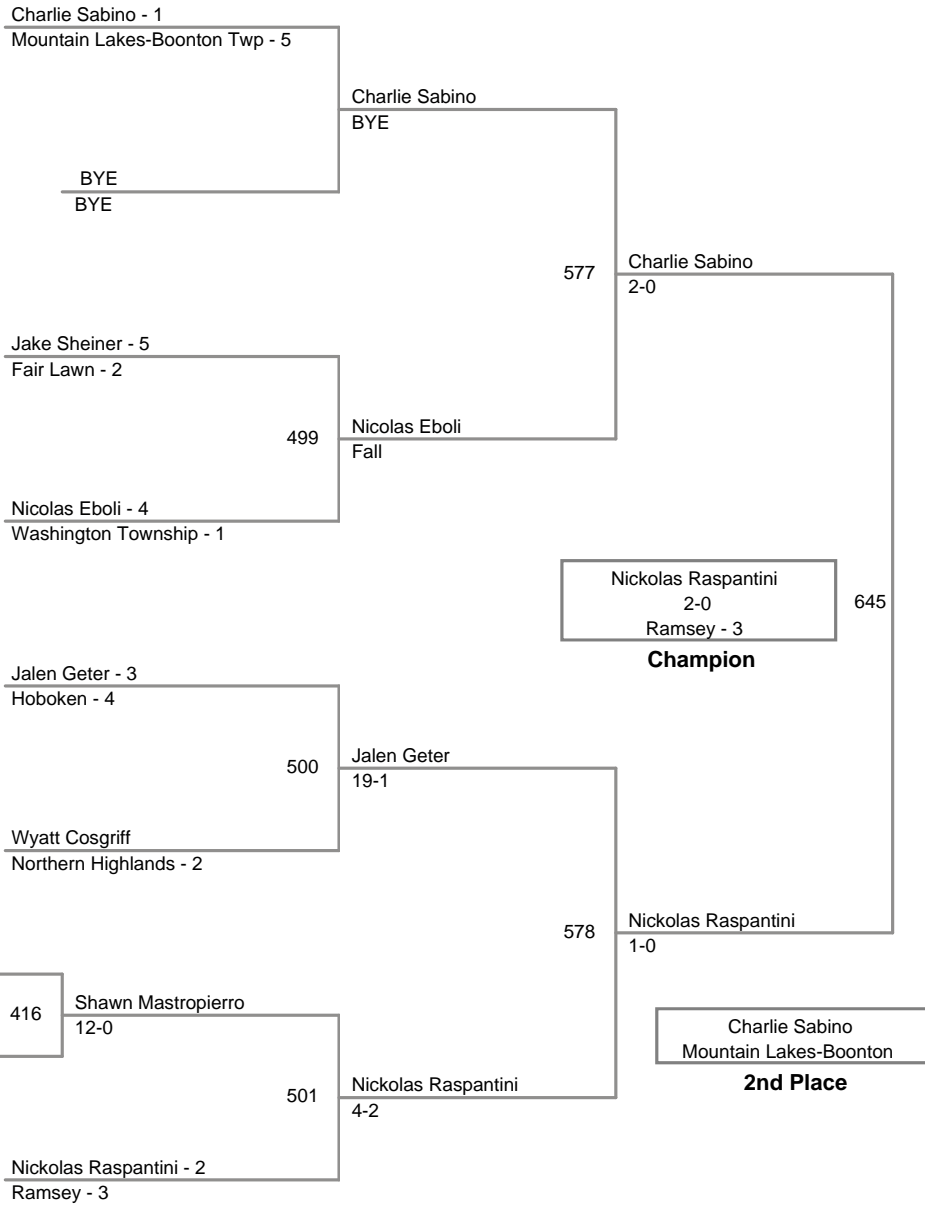 Charlie Sabino - 1
Mountain Lakes-Boonton Twp - 5
Charlie Sabino
BYE
BYE
BYE
577
Charlie Sabino
2-0
Jake Sheiner - 5
Fair Lawn - 2
499
Nicolas Eboli
Fall
Nicolas Eboli - 4
Washington Township - 1
Nickolas Raspantini
2-0
Ramsey - 3
645
Champion
Jalen Geter - 3
Hoboken - 4
500
Jalen Geter
19-1
Wyatt Cosgriff
Northern Highlands - 2
578
Nickolas Raspantini
1-0
416
Shawn Mastropierro
12-0
Charlie Sabino
Mountain Lakes-Boonton
2nd Place
501
Nickolas Raspantini
4-2
Nickolas Raspantini - 2
Ramsey - 3